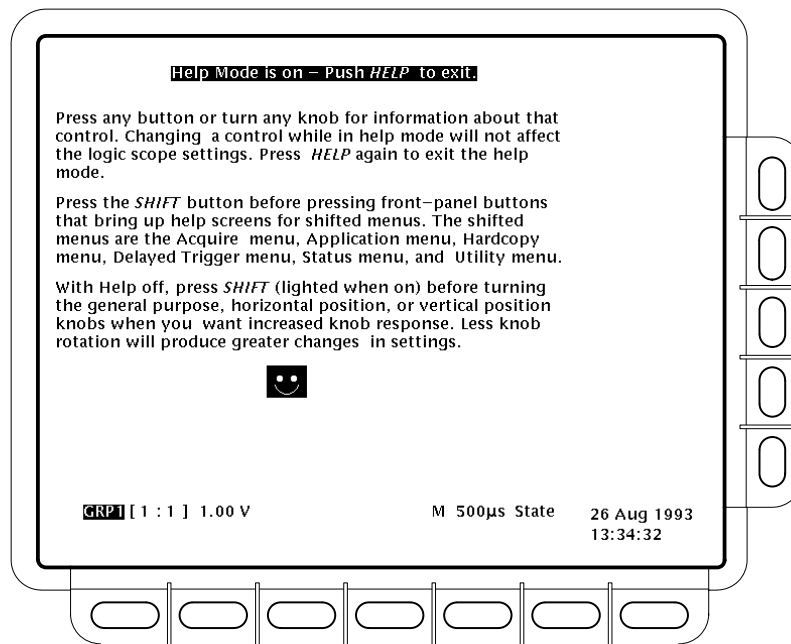 Help Mode is on – Push HELP to exit.
Press any button or turn any knob for information about that
control. Changing a control while in help mode will not affect
the logic scope settings. Press HELP again to exit the help
mode.
Press the SHIFT button before pressing front–panel buttons
that bring up help screens for shifted menus. The shifted
menus are the Acquire menu, Application menu, Hardcopy
menu, Delayed Trigger menu, Status menu, and Utility menu.
With Help off, press SHIFT (lighted when on) before turning
the general purpose, horizontal position, or vertical position
knobs when you want increased knob response. Less knob
rotation will produce greater changes in settings.
GRP1 [ 1 : 1 ] 1.00 V M 500µs State 26 Aug 1993
13:34:32